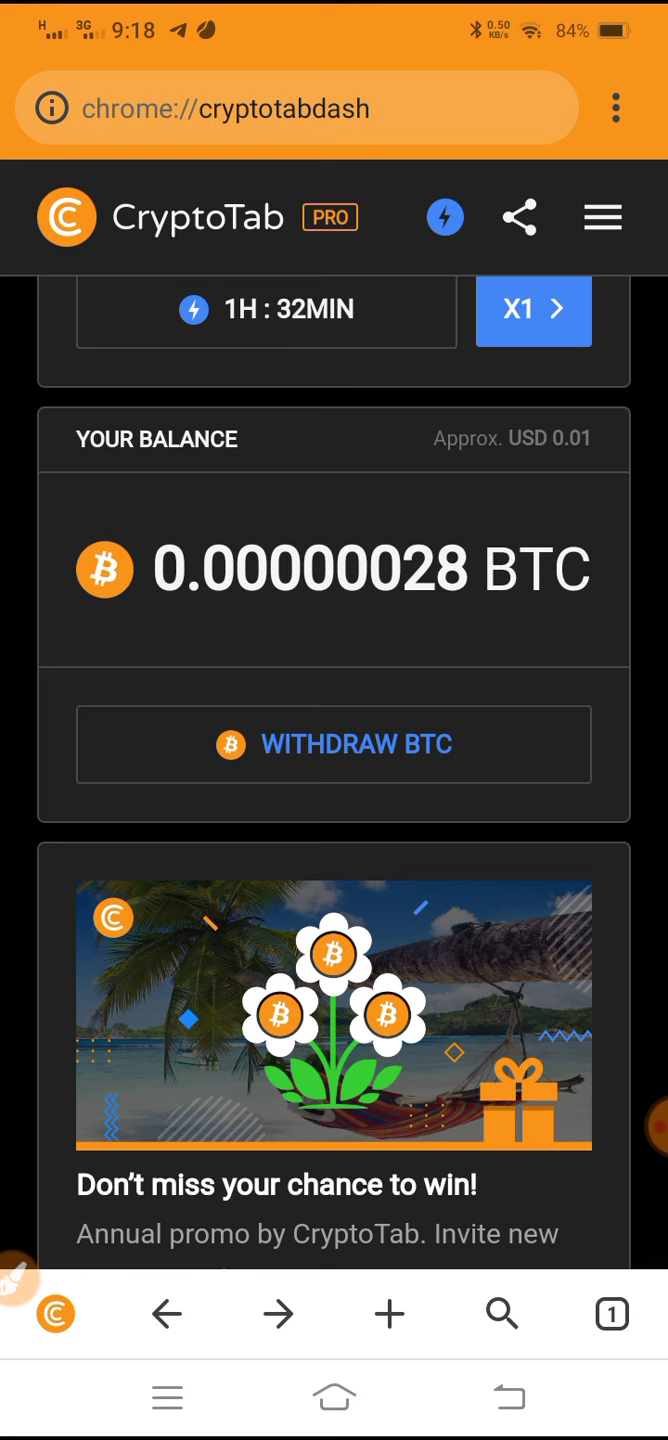 H 3G 9:18 0.50 KB/s 84%
chrome://cryptotabdash
CryptoTab PRO
1H : 32MIN X1
YOUR BALANCE Approx. USD 0.01
0.00000028 BTC
WITHDRAW BTC
Don't miss your chance to win!
Annual promo by CryptoTab. Invite new
1